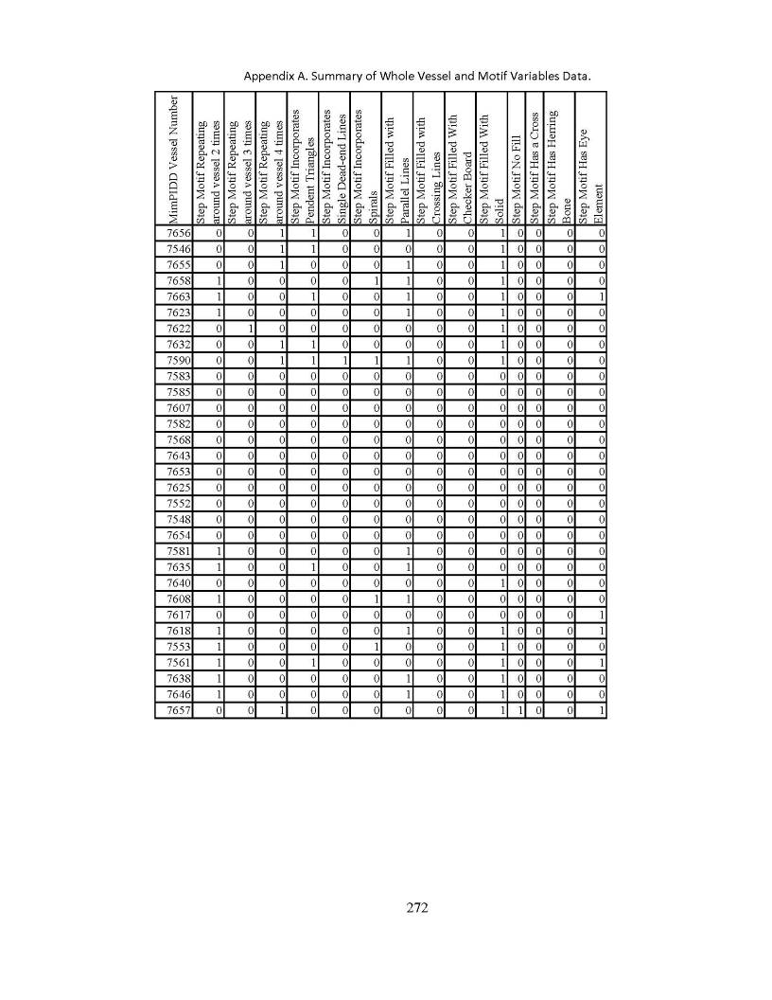 Appendix A. Summary of Whole Vessel and Motif Variables Data.
MimPIDD Vessel Number
Step Motif Repeating
around vessel 2 times
Step Motif Repeating
around vessel 3 times
Step Motif Repeating
around vessel 4 times
Step Motif Incorporates
Pendent Triangles
Step Motif Incorporates
Single Dead-end Lines
Step Motif Incorporates
Spirals
Step Motif Filled with
Parallel Lines
Step Motif Filled with
Crossing Lines
Step Motif Filled With
Checker Board
Step Motif Filled With
Solid
Step Motif No Fill
Step Motif Has a Cross
Step Motif Has Herring
Bone
Step Motif Has Eye
Element
7656 0 0 1 1 0 0 1 0 0 1 0 0 0 0
7546 0 0 1 1 0 0 0 0 0 1 0 0 0 0
7655 0 0 1 0 0 0 1 0 0 1 0 0 0 0
7658 1 0 0 0 0 1 1 0 0 1 0 0 0 0
7663 1 0 0 1 0 0 1 0 0 1 0 0 0 1
7623 1 0 0 0 0 0 1 0 0 1 0 0 0 0
7622 0 1 0 0 0 0 0 0 0 1 0 0 0 0
7632 0 0 1 1 0 0 0 0 0 1 0 0 0 0
7590 0 0 1 1 1 1 1 0 0 1 0 0 0 0
7583 0 0 0 0 0 0 0 0 0 0 0 0 0 0
7585 0 0 0 0 0 0 0 0 0 0 0 0 0 0
7607 0 0 0 0 0 0 0 0 0 0 0 0 0 0
7582 0 0 0 0 0 0 0 0 0 0 0 0 0 0
7568 0 0 0 0 0 0 0 0 0 0 0 0 0 0
7643 0 0 0 0 0 0 0 0 0 0 0 0 0 0
7653 0 0 0 0 0 0 0 0 0 0 0 0 0 0
7625 0 0 0 0 0 0 0 0 0 0 0 0 0 0
7552 0 0 0 0 0 0 0 0 0 0 0 0 0 0
7548 0 0 0 0 0 0 0 0 0 0 0 0 0 0
7654 0 0 0 0 0 0 0 0 0 0 0 0 0 0
7581 1 0 0 0 0 0 1 0 0 0 0 0 0 0
7635 1 0 0 1 0 0 1 0 0 0 0 0 0 0
7640 0 0 0 0 0 0 0 0 0 1 0 0 0 0
7608 1 0 0 0 0 1 1 0 0 0 0 0 0 0
7617 0 0 0 0 0 0 0 0 0 0 0 0 0 1
7618 1 0 0 0 0 0 1 0 0 1 0 0 0 1
7553 1 0 0 0 0 1 0 0 0 1 0 0 0 0
7561 1 0 0 1 0 0 0 0 0 1 0 0 0 1
7638 1 0 0 0 0 0 1 0 0 1 0 0 0 0
7646 1 0 0 0 0 0 1 0 0 1 0 0 0 0
7657 0 0 1 0 0 0 0 0 0 1 1 0 0 1
272